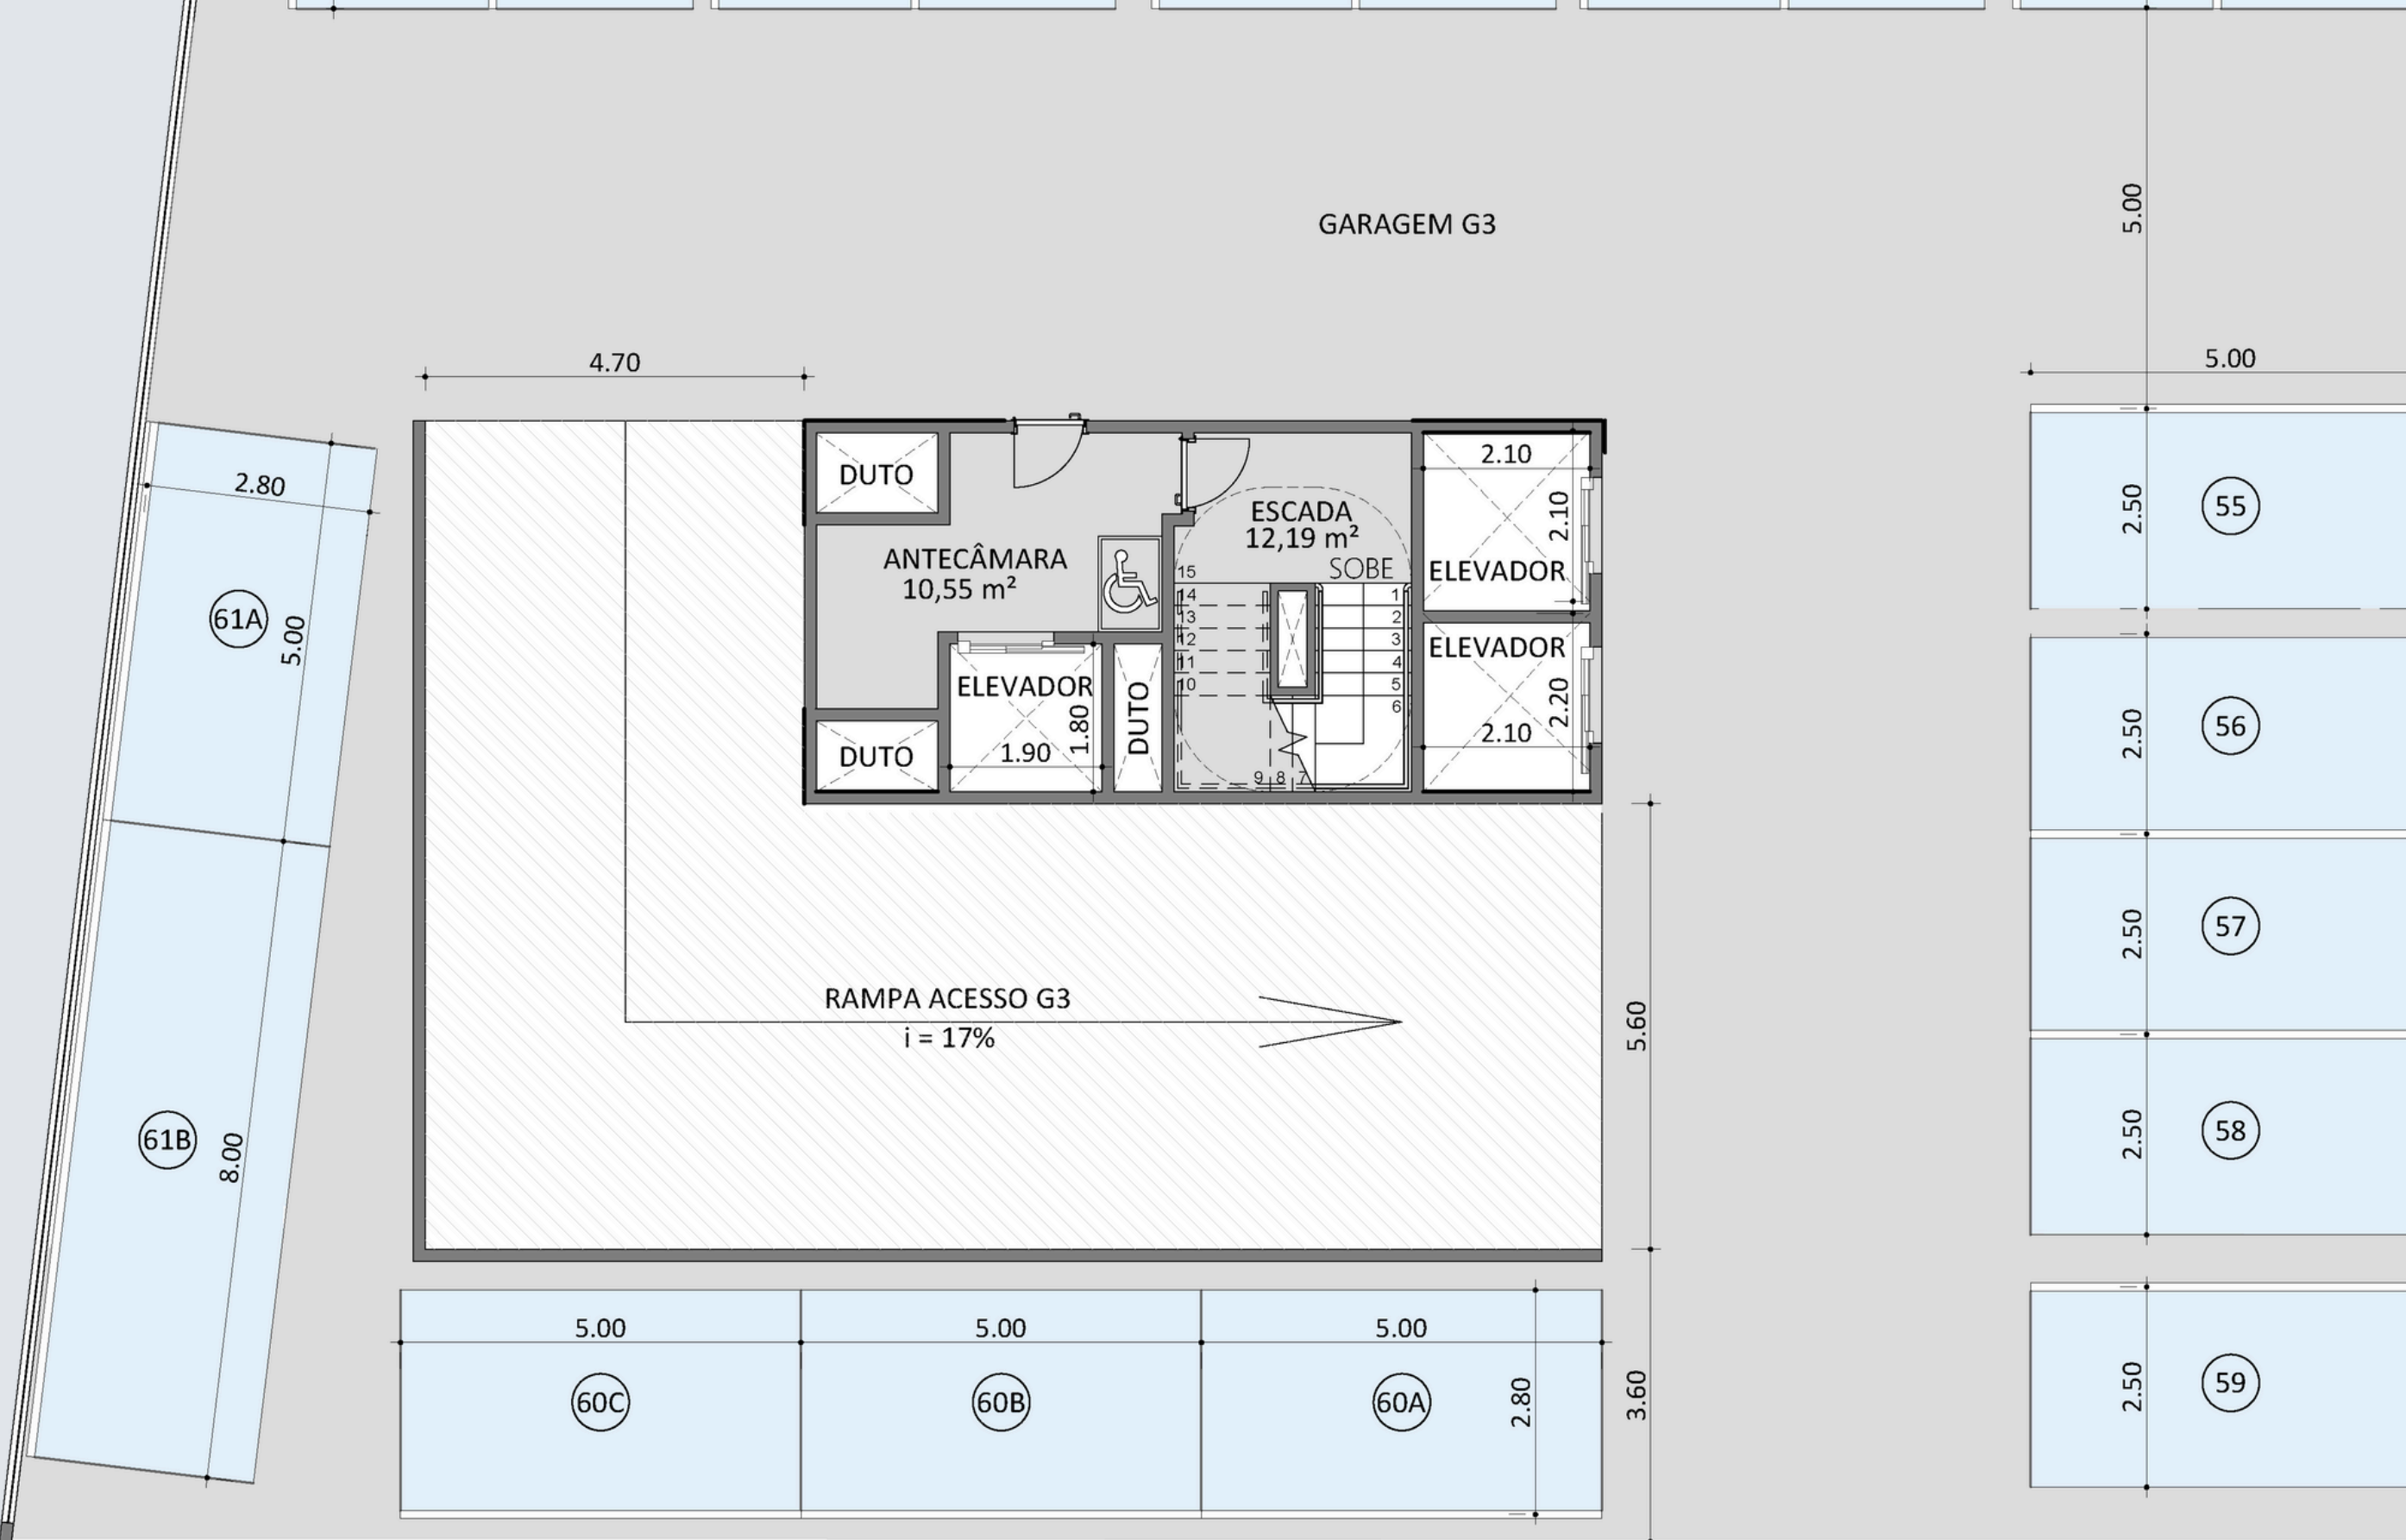 GARAGEM G3
5.00
4.70
5.00
DUTO
2.10
2.80
2.10
2.50
55
ESCADA
12,19 m²
SOBE
ANTECÂMARA
10,55 m²
ELEVADOR
15
14
13
12
11
10
1
2
3
4
5
6
9
8
7
61A
5.00
ELEVADOR
2.20
2.10
ELEVADOR
1.80
1.90
DUTO
DUTO
2.50
56
2.50
57
RAMPA ACESSO G3
i = 17%
5.60
61B
8.00
2.50
58
5.00
5.00
5.00
60C
60B
60A
2.80
3.60
2.50
59